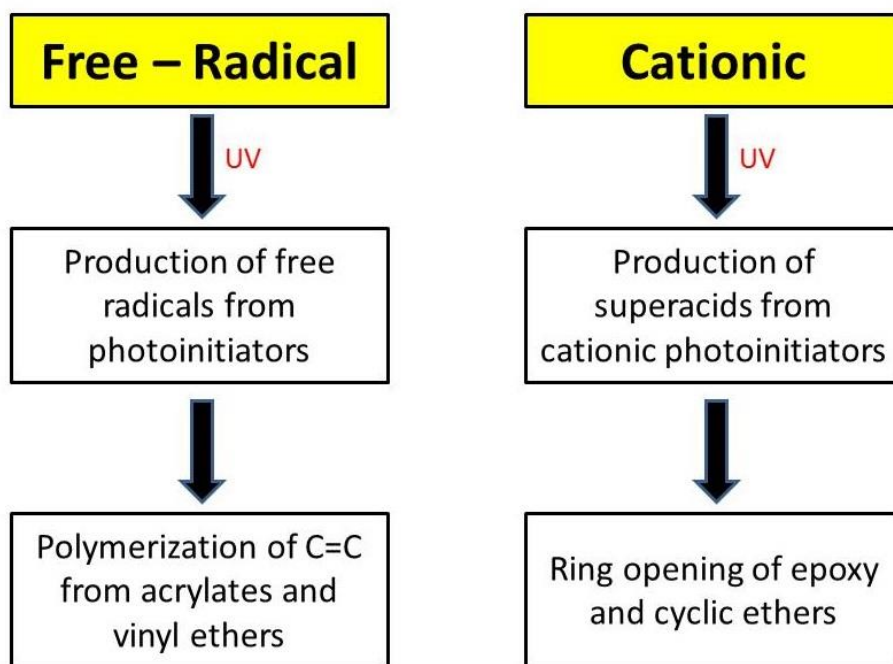 Free – Radical
UV
Production of free
radicals from
photoinitiators
Polymerization of C=C
from acrylates and
vinyl ethers
Cationic
UV
Production of
superacids from
cationic photoinitiators
Ring opening of epoxy
and cyclic ethers